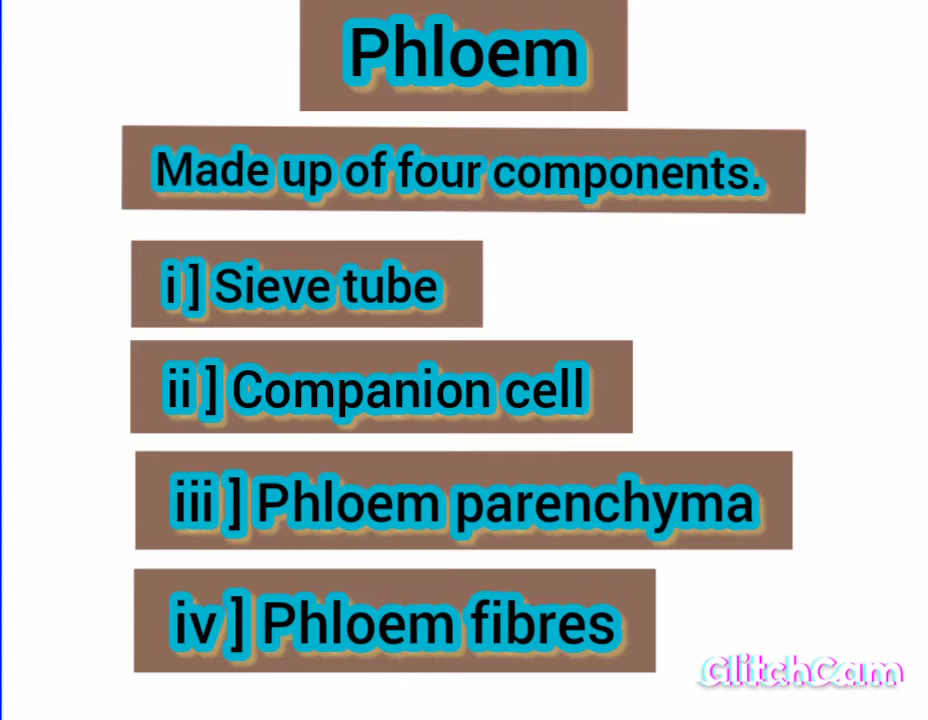 Phloem
Made up of four components.
i ] Sieve tube
ii ] Companion cell
iii ] Phloem parenchyma
iv ] Phloem fibres
GlitchCam